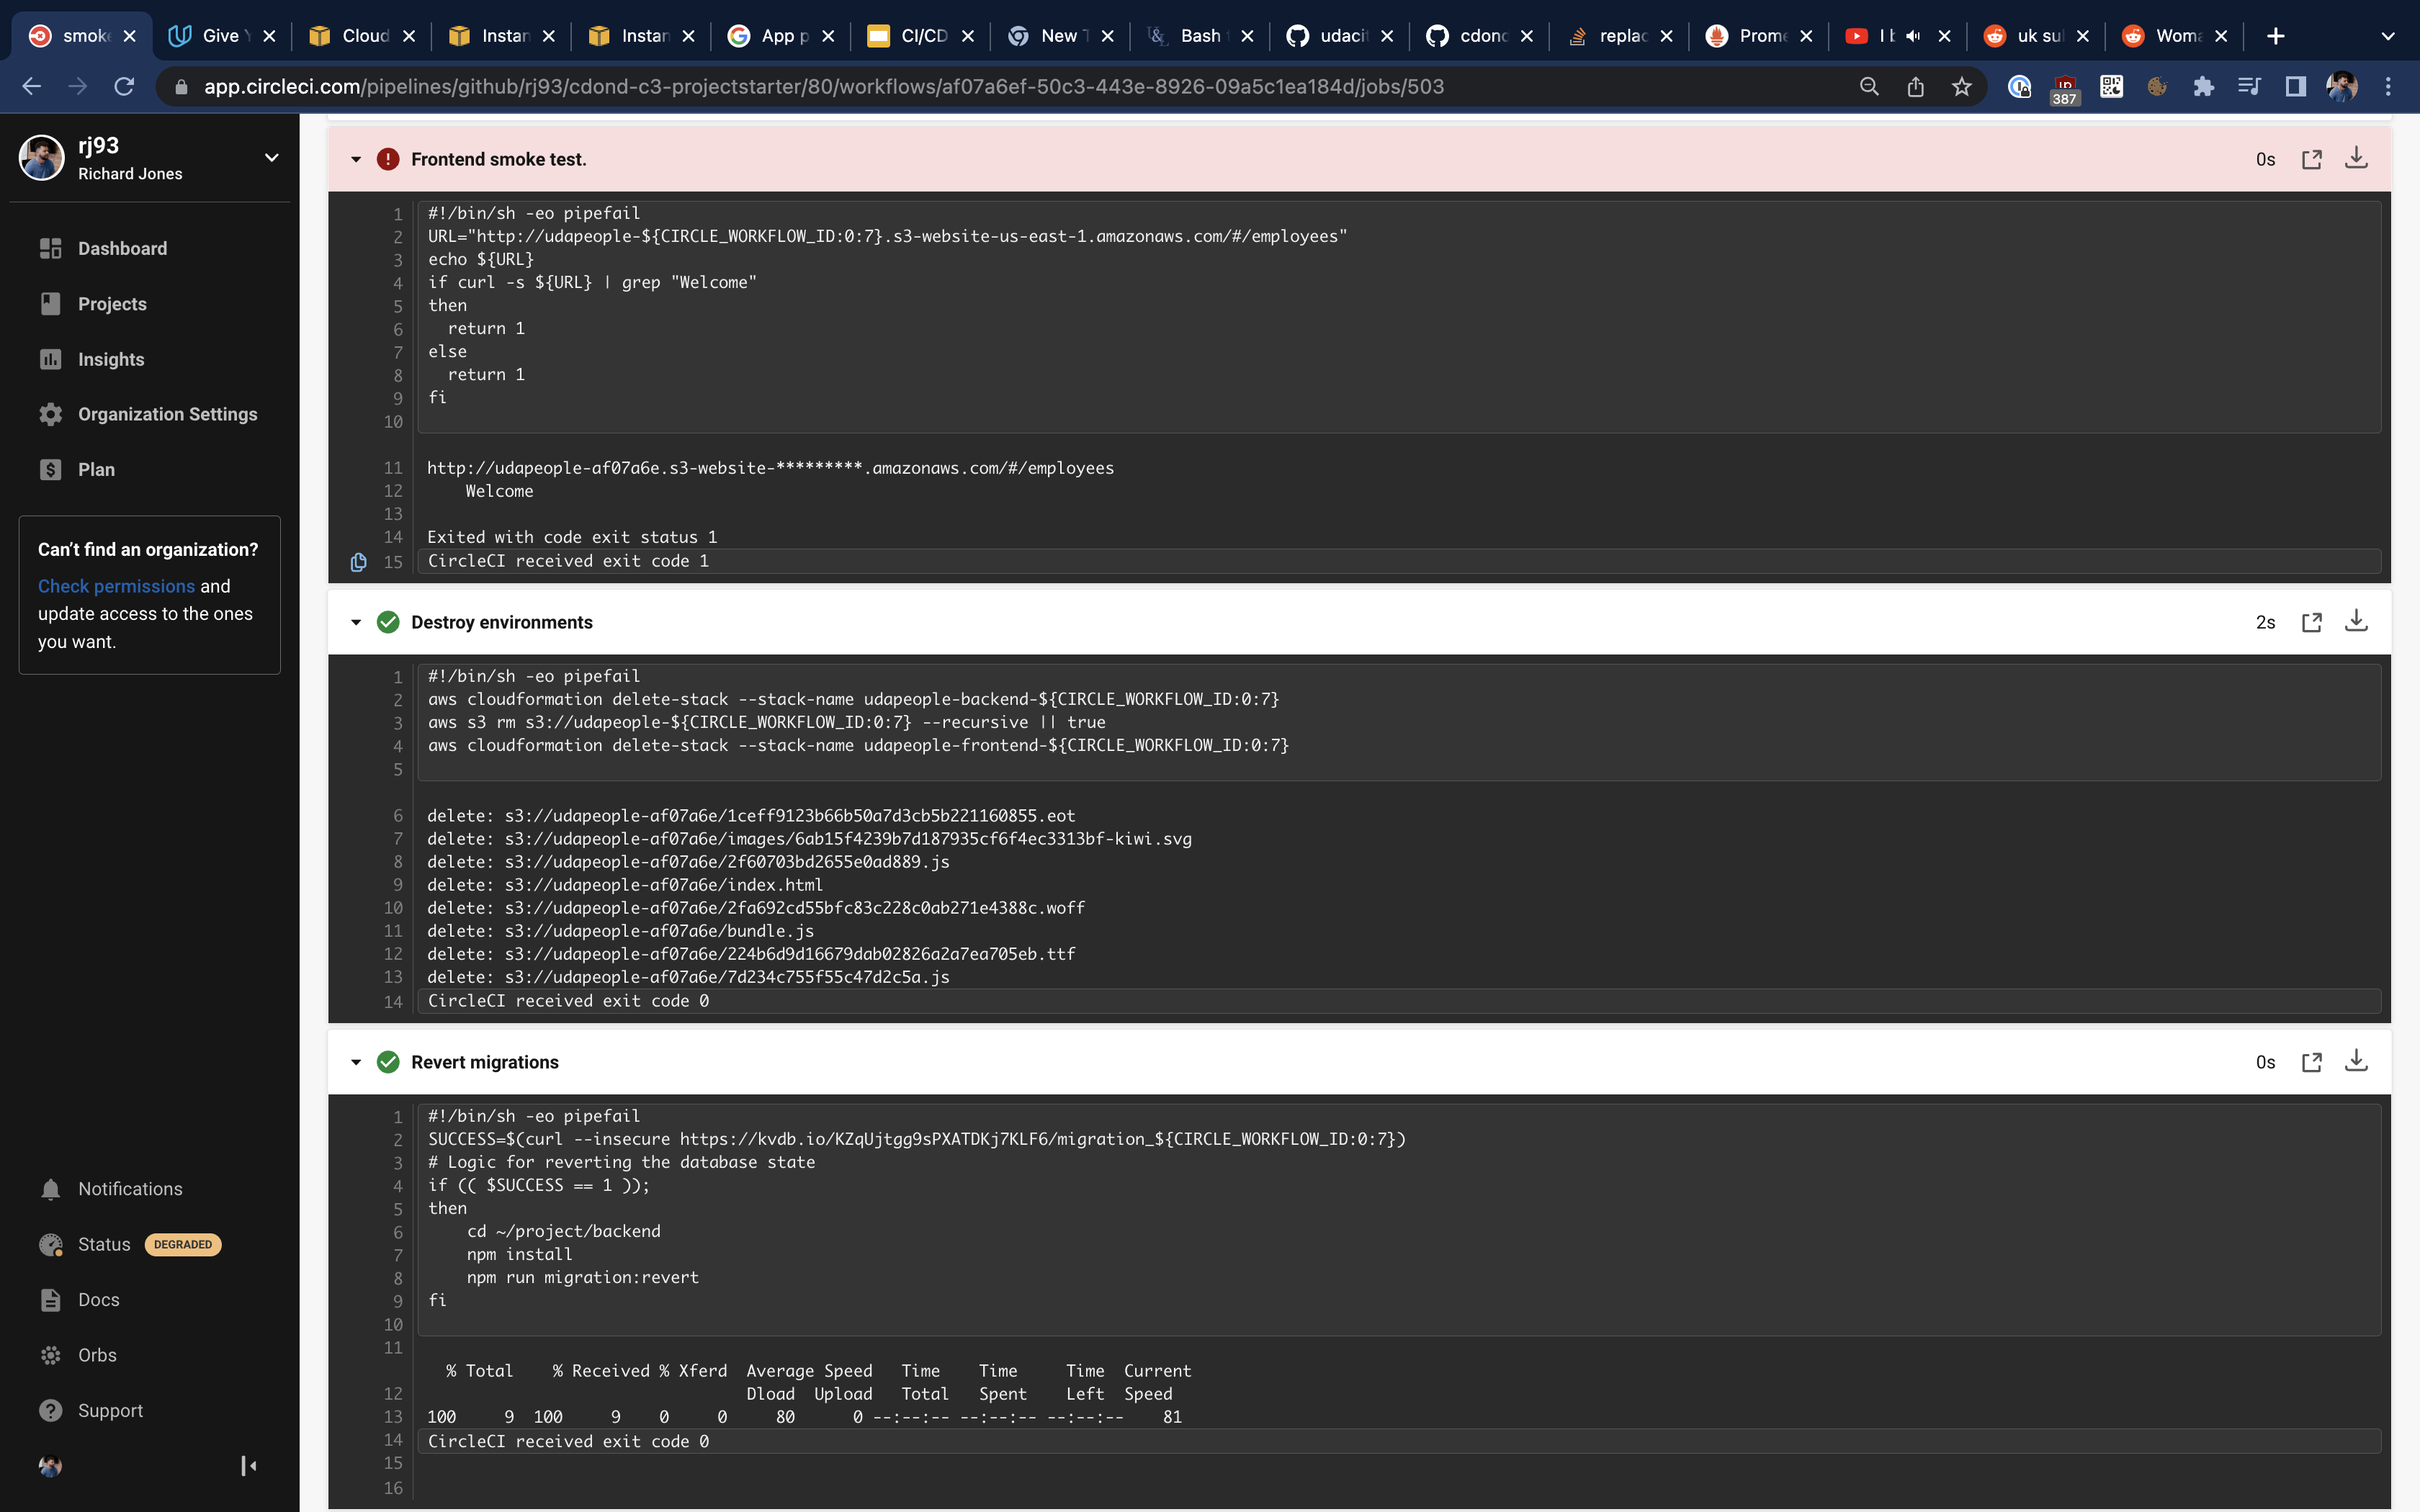 smoke
Give Y
Cloud
Instan
Instan
App p
CI/CD
New T
Bash
udacit
cdond
replac
Prome
I b
uk sul
Woma
app.circleci.com/pipelines/github/rj93/cdond-c3-projectstarter/80/workflows/af07a6ef-50c3-443e-8926-09a5c1ea184d/jobs/503
387
rj93
Richard Jones
Dashboard
Projects
Insights
Organization Settings
Plan
Can't find an organization?
Check permissions and
update access to the ones
you want.
Notifications
Status DEGRADED
Docs
Orbs
Support
Frontend smoke test.
0s
1 #!/bin/sh -eo pipefail
2 URL="http://udapeople-${CIRCLE_WORKFLOW_ID:0:7}.s3-website-us-east-1.amazonaws.com/#/employees"
3 echo ${URL}
4 if curl -s ${URL} | grep "Welcome"
5 then
6 return 1
7 else
8 return 1
9 fi
10
11 http://udapeople-af07a6e.s3-website-*********.amazonaws.com/#/employees
12 Welcome
13
14 Exited with code exit status 1
15 CircleCI received exit code 1
Destroy environments
2s
1 #!/bin/sh -eo pipefail
2 aws cloudformation delete-stack --stack-name udapeople-backend-${CIRCLE_WORKFLOW_ID:0:7}
3 aws s3 rm s3://udapeople-${CIRCLE_WORKFLOW_ID:0:7} --recursive || true
4 aws cloudformation delete-stack --stack-name udapeople-frontend-${CIRCLE_WORKFLOW_ID:0:7}
5
6 delete: s3://udapeople-af07a6e/1ceff9123b66b50a7d3cb5b221160855.eot
7 delete: s3://udapeople-af07a6e/images/6ab15f4239b7d187935cf6f4ec3313bf-kiwi.svg
8 delete: s3://udapeople-af07a6e/2f60703bd2655e0ad889.js
9 delete: s3://udapeople-af07a6e/index.html
10 delete: s3://udapeople-af07a6e/2fa692cd55bfc83c228c0ab271e4388c.woff
11 delete: s3://udapeople-af07a6e/bundle.js
12 delete: s3://udapeople-af07a6e/224b6d9d16679dab02826a2a7ea705eb.ttf
13 delete: s3://udapeople-af07a6e/7d234c755f55c47d2c5a.js
14 CircleCI received exit code 0
Revert migrations
0s
1 #!/bin/sh -eo pipefail
2 SUCCESS=$(curl --insecure https://kvdb.io/KZqUjtgg9sPXATDKj7KLF6/migration_${CIRCLE_WORKFLOW_ID:0:7})
3 # Logic for reverting the database state
4 if (( $SUCCESS == 1 ));
5 then
6 cd ~/project/backend
7 npm install
8 npm run migration:revert
9 fi
10
11
% Total % Received % Xferd Average Speed Time Time Time Current
12 Dload Upload Total Spent Left Speed
13 100 9 100 9 0 0 80 0 --:--:-- --:--:-- --:--:-- 81
14 CircleCI received exit code 0
15
16